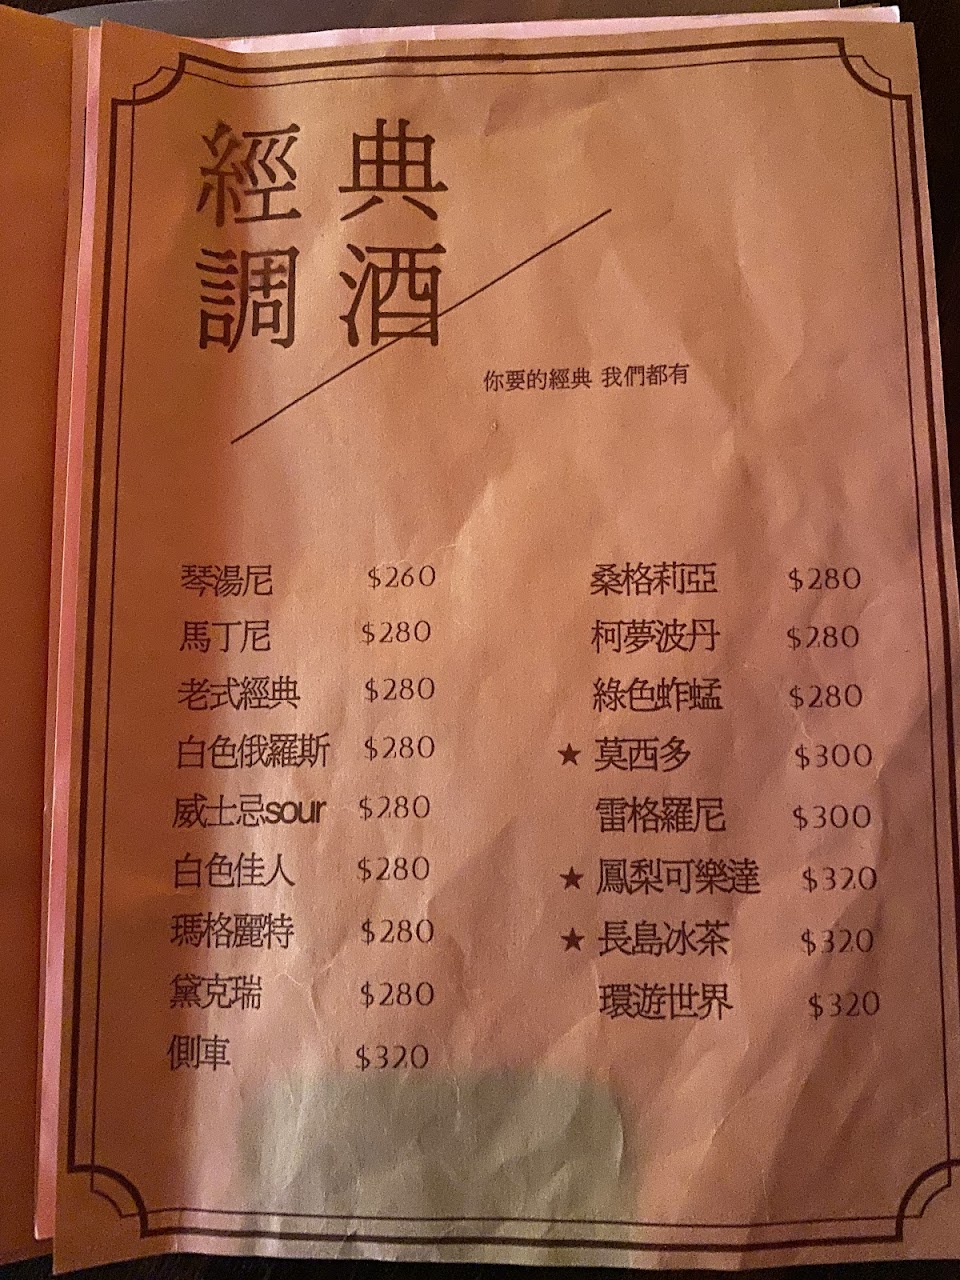 經典
調酒
你要的經典 我們都有
琴湯尼 $260
馬丁尼 $280
老式經典 $280
白色俄羅斯 $280
威士忌sour $280
白色佳人 $280
瑪格麗特 $280
黛克瑞 $280
側車 $320
桑格莉亞 $280
柯夢波丹 $280
綠色蚱蜢 $280
★ 莫西多 $300
雷格羅尼 $300
★ 鳳梨可樂達 $320
★ 長島冰茶 $320
環遊世界 $320